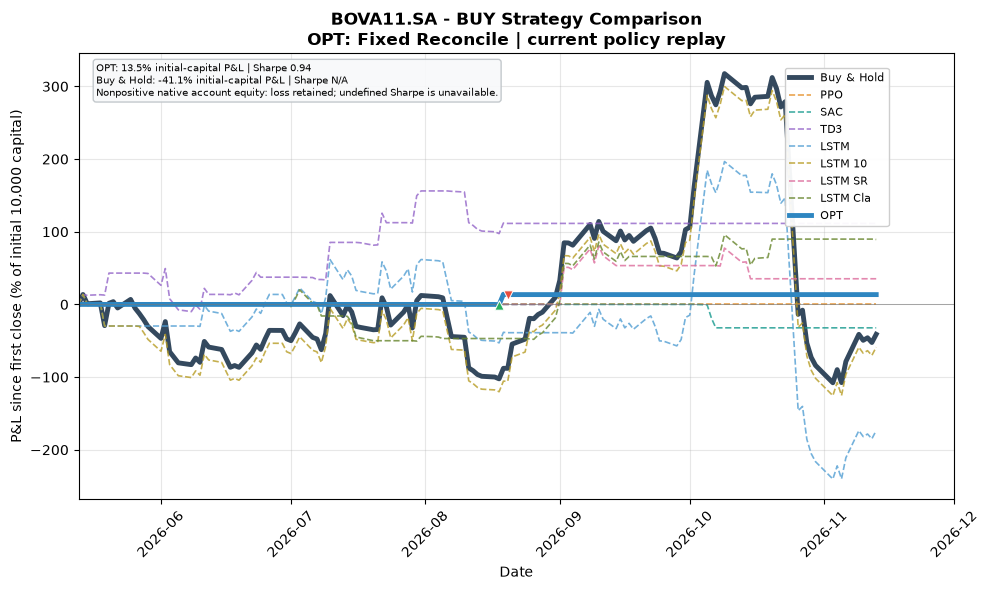 BOVA11.SA - BUY Strategy Comparison
OPT: Fixed Reconcile | current policy replay
OPT: 13.5% initial-capital P&L | Sharpe 0.94
Buy & Hold: -41.1% initial-capital P&L | Sharpe N/A
Nonpositive native account equity: loss retained; undefined Sharpe is unavailable.
Buy & Hold
PPO
SAC
TD3
LSTM
LSTM 10
LSTM SR
LSTM Cla
OPT
P&L since first close (% of initial 10,000 capital)
300
200
100
0
−100
−200
2026-06
2026-07
2026-08
2026-09
2026-10
2026-11
2026-12
Date